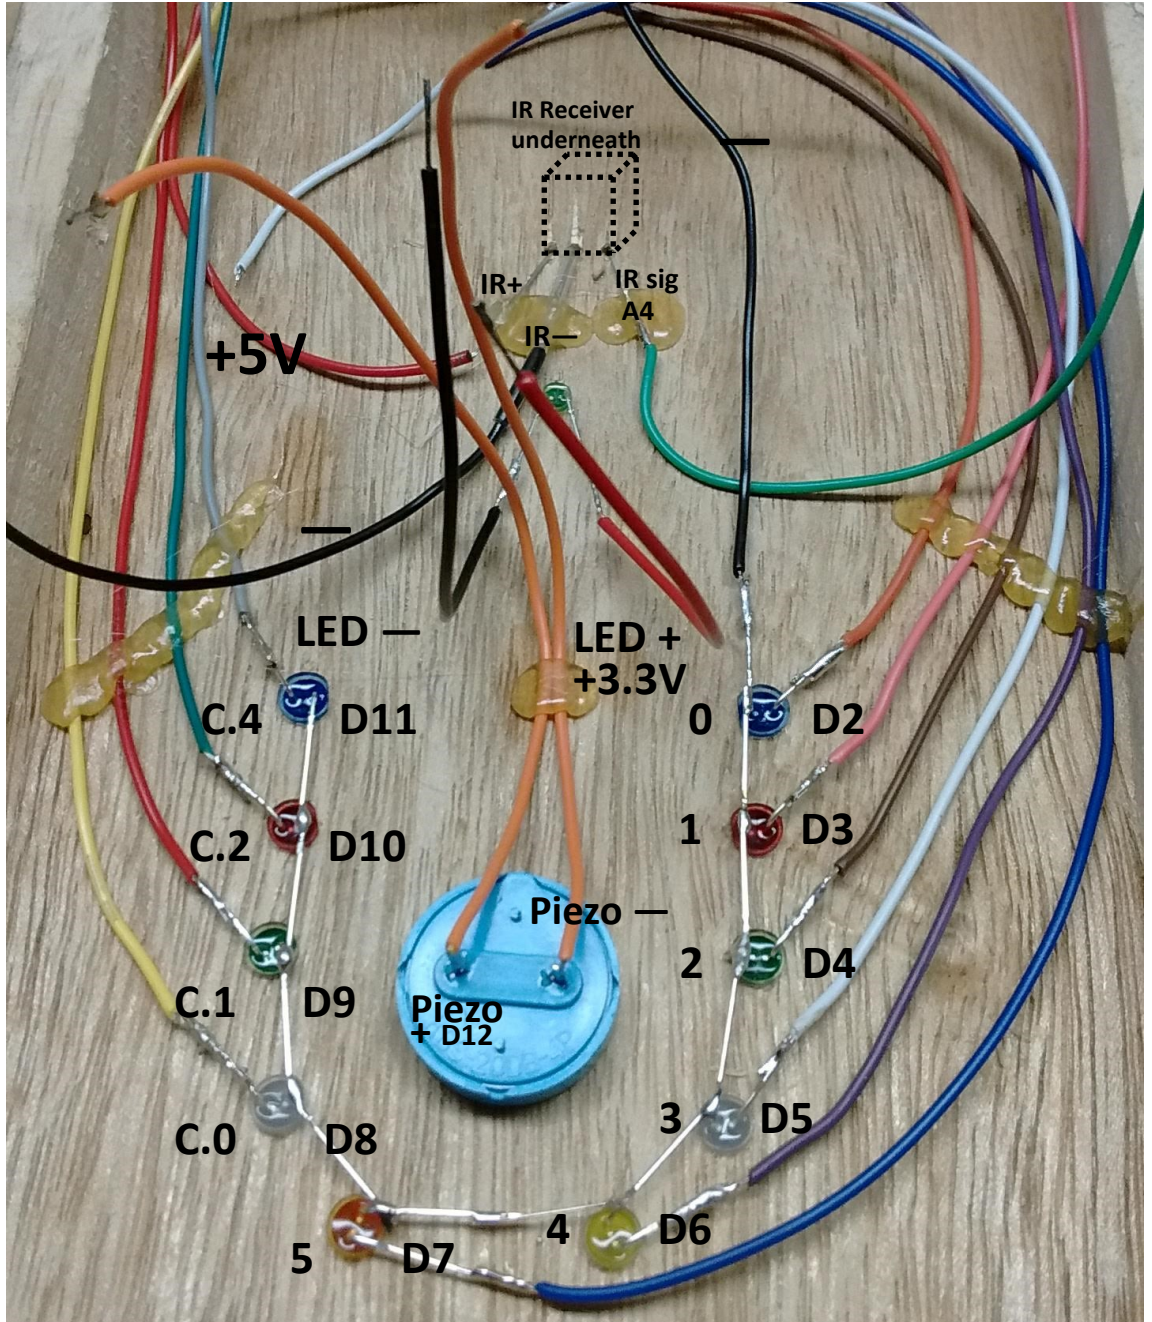 IR Receiver
underneath
—
IR+
IR sig
A4
IR—
+5V
—
LED —
LED +
+3.3V
C.4
D11
0
D2
C.2
D10
1
D3
Piezo —
2
D4
C.1
D9
Piezo
+ D12
3
D5
C.0
D8
4
D6
5
D7